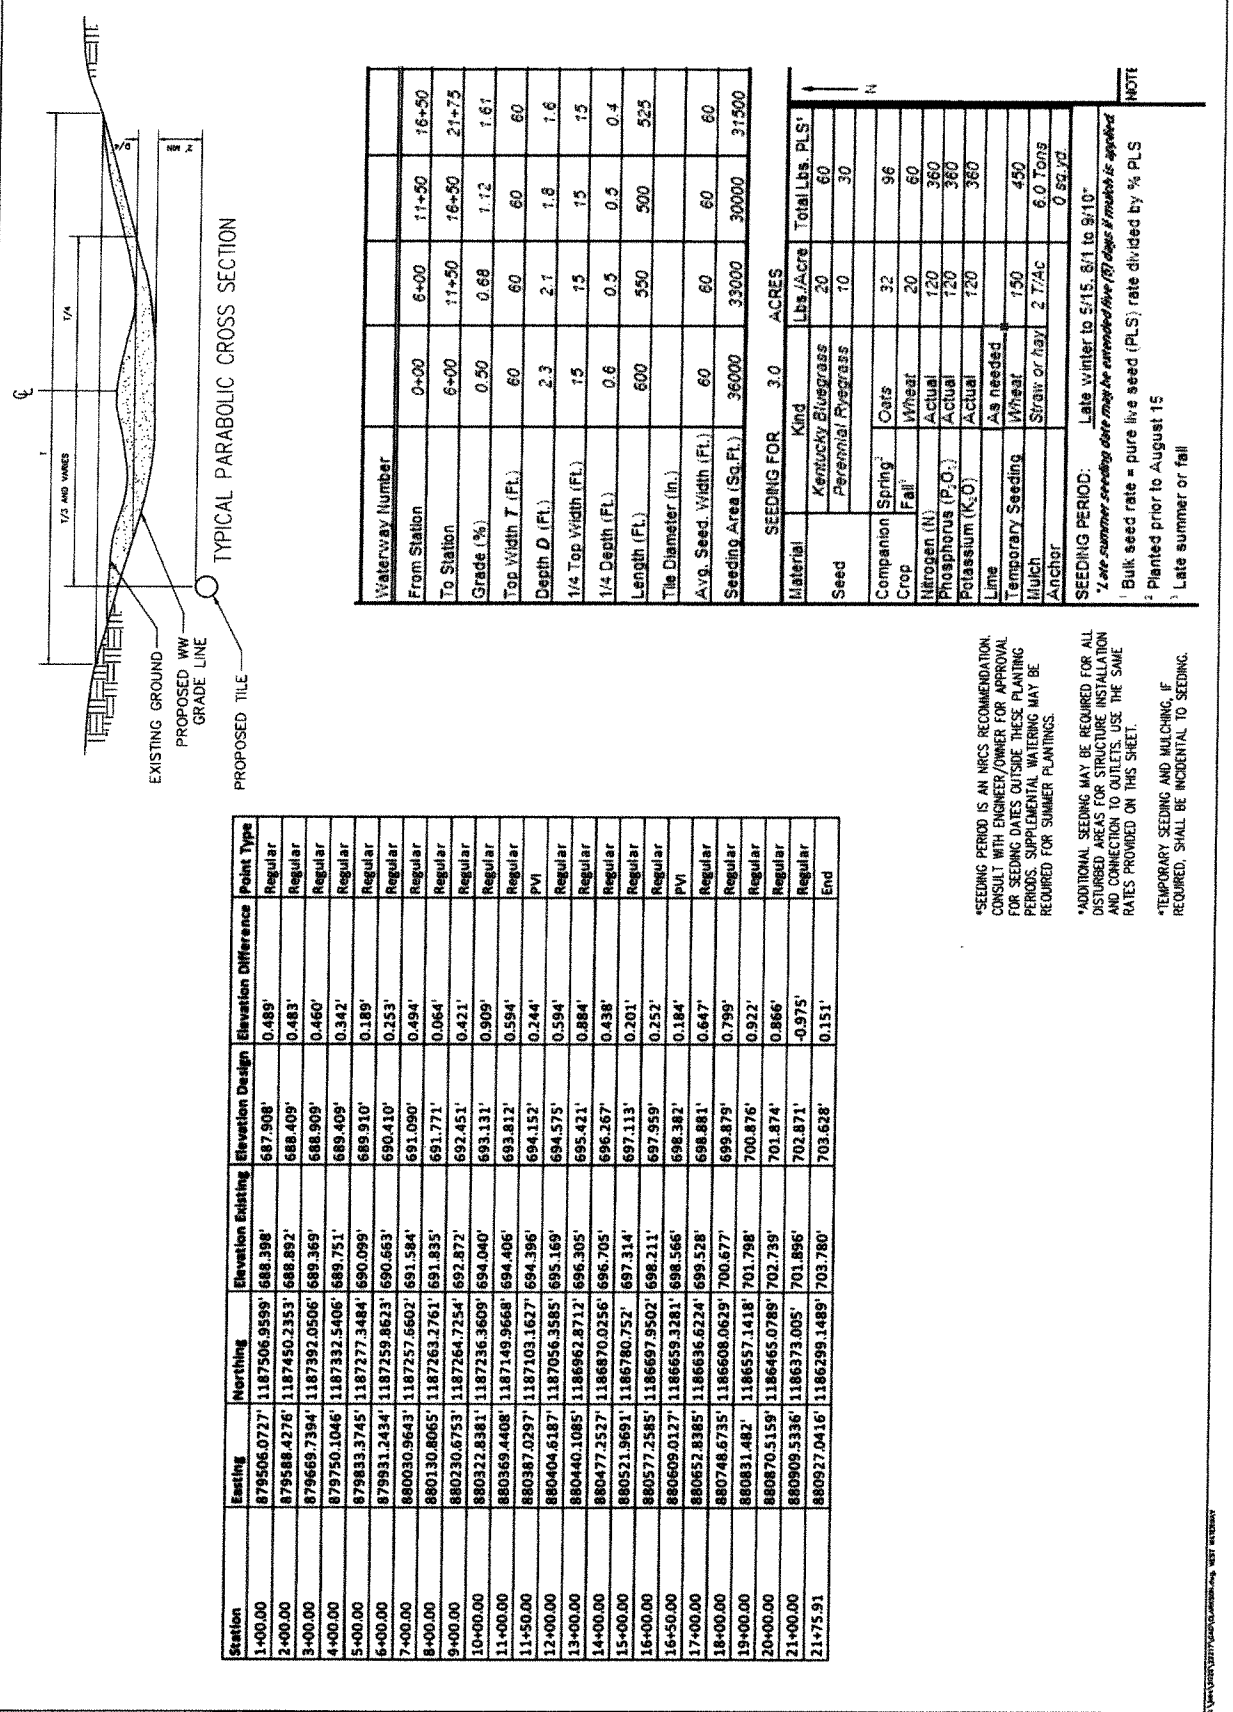 ℄
T
T/3 AND VARIES
T/4
D/4
2' MIN
EXISTING GROUND
PROPOSED WW
GRADE LINE
PROPOSED TILE
TYPICAL PARABOLIC CROSS SECTION
Station Easting Northing Elevation Existing Elevation Design Elevation Difference Point Type
1+00.00 879506.0727' 1187506.9599' 688.398' 687.908' 0.489' Regular
2+00.00 879588.4276' 1187450.2353' 688.892' 688.409' 0.483' Regular
3+00.00 879669.7394' 1187392.0506' 689.369' 688.909' 0.460' Regular
4+00.00 879750.1046' 1187332.5406' 689.751' 689.409' 0.342' Regular
5+00.00 879833.3745' 1187277.3484' 690.099' 689.910' 0.189' Regular
6+00.00 879931.2434' 1187259.8623' 690.663' 690.410' 0.253' Regular
7+00.00 880030.9643' 1187257.6602' 691.584' 691.090' 0.494' Regular
8+00.00 880130.8065' 1187263.2761' 691.835' 691.771' 0.064' Regular
9+00.00 880230.6753' 1187264.7254' 692.872' 692.451' 0.421' Regular
10+00.00 880322.8381' 1187236.3609' 694.040' 693.131' 0.909' Regular
11+00.00 880369.4408' 1187149.9668' 694.406' 693.812' 0.594' Regular
11+50.00 880387.0297' 1187103.1627' 694.396' 694.152' 0.244' PVI
12+00.00 880404.6187' 1187056.3585' 695.169' 694.575' 0.594' Regular
13+00.00 880440.1085' 1186962.8712' 696.305' 695.421' 0.884' Regular
14+00.00 880477.2527' 1186870.0256' 696.705' 696.267' 0.438' Regular
15+00.00 880521.9691' 1186780.752' 697.314' 697.113' 0.201' Regular
16+00.00 880577.2585' 1186697.9502' 698.211' 697.959' 0.252' Regular
16+50.00 880609.0127' 1186659.3281' 698.566' 698.382' 0.184' PVI
17+00.00 880652.8385' 1186636.6224' 699.528' 698.881' 0.647' Regular
18+00.00 880748.6735' 1186608.0629' 700.677' 699.879' 0.799' Regular
19+00.00 880831.482' 1186557.1418' 701.798' 700.876' 0.922' Regular
20+00.00 880870.5159' 1186465.0789' 702.739' 701.874' 0.866' Regular
21+00.00 880909.5336' 1186373.005' 701.896' 702.871' -0.975' Regular
21+75.91 880927.0416' 1186299.1489' 703.780' 703.628' 0.151' End
Waterway Number
From Station 0+00 6+00 11+50 16+50
To Station 6+00 11+50 16+50 21+75
Grade (%) 0.50 0.68 1.12 1.61
Top Width T (Ft.) 60 60 60 60
Depth D (Ft.) 2.3 2.1 1.8 1.6
1/4 Top Width (Ft.) 15 15 15 15
1/4 Depth (Ft.) 0.6 0.5 0.5 0.4
Length (Ft.) 600 550 500 525
Tile Diameter (In.)
Avg. Seed. Width (Ft.) 60 60 60 60
Seeding Area (Sq.Ft.) 36000 33000 30000 31500
SEEDING FOR 3.0 ACRES
Material Kind Lbs./Acre Total Lbs. PLS¹
Seed Kentucky Bluegrass 20 60
Perennial Ryegrass 10 30
Companion Spring² Oats 32 96
Crop Fall³ Wheat 20 60
Nitrogen (N) Actual 120 360
Phosphorus (P₂O₅) Actual 120 360
Potassium (K₂O) Actual 120 360
Lime As needed
Temporary Seeding Wheat 150 450
Mulch Straw or hay 2 T/Ac 6.0 Tons
Anchor 0 sq.yd.
SEEDING PERIOD: Late Winter to 5/15, 8/1 to 9/10*
*Late summer seeding date may be extended five (5) days if mulch is applied.
¹ Bulk seed rate = pure live seed (PLS) rate divided by % PLS
² Planted prior to August 15
³ Late summer or fall
N
NOTE
*SEEDING PERIOD IS AN NRCS RECOMMENDATION.
CONSULT WITH ENGINEER/OWNER FOR APPROVAL
FOR SEEDING DATES OUTSIDE THESE PLANTING
PERIODS. SUPPLEMENTAL WATERING MAY BE
REQUIRED FOR SUMMER PLANTINGS.
*ADDITIONAL SEEDING MAY BE REQUIRED FOR ALL
DISTURBED AREAS FOR STRUCTURE INSTALLATION
AND CONNECTION TO OUTLETS. USE THE SAME
RATES PROVIDED ON THIS SHEET.
*TEMPORARY SEEDING AND MULCHING, IF
REQUIRED, SHALL BE INCIDENTAL TO SEEDING.
WEST WATERWAY